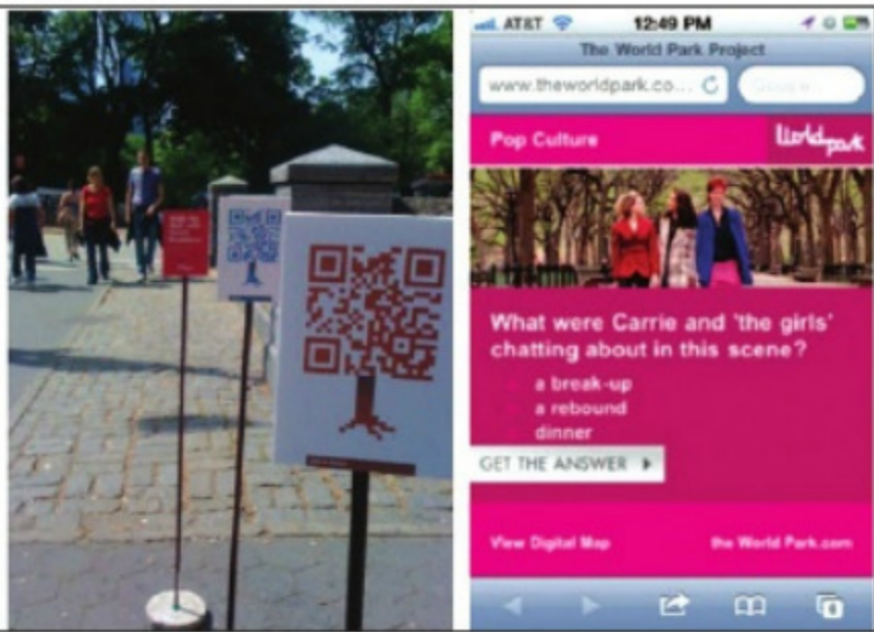 AT&T 12:49 PM
The World Park Project
www.theworldpark.co...
Pop Culture
World park
What were Carrie and 'the girls'
chatting about in this scene?
a break-up
a rebound
dinner
GET THE ANSWER
View Digital Map
the World Park.com